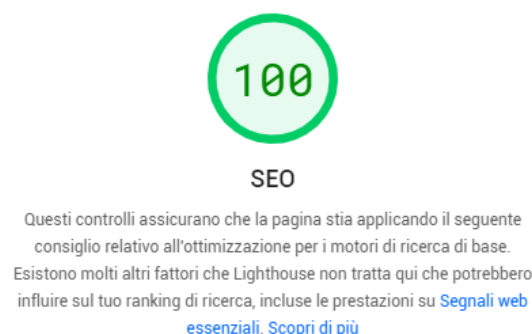 100
SEO
Questi controlli assicurano che la pagina stia applicando il seguente
consiglio relativo all'ottimizzazione per i motori di ricerca di base.
Esistono molti altri fattori che Lighthouse non tratta qui che potrebbero
influire sul tuo ranking di ricerca, incluse le prestazioni su Segnali web
essenziali. Scopri di più